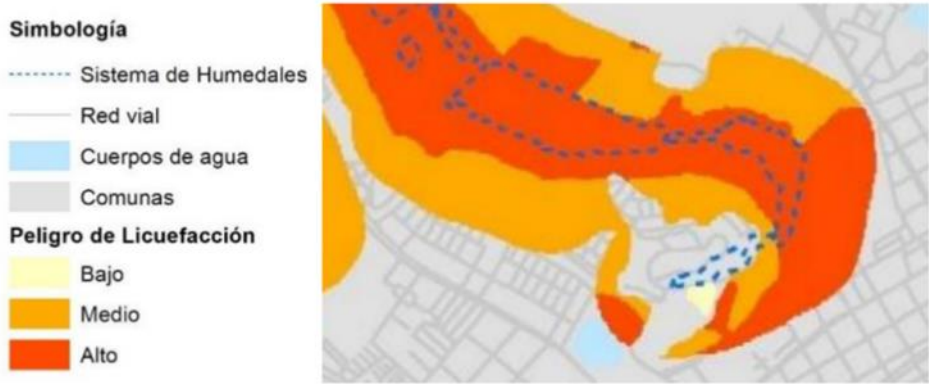 Simbología
Sistema de Humedales
Red vial
Cuerpos de agua
Comunas
Peligro de Licuefacción
Bajo
Medio
Alto